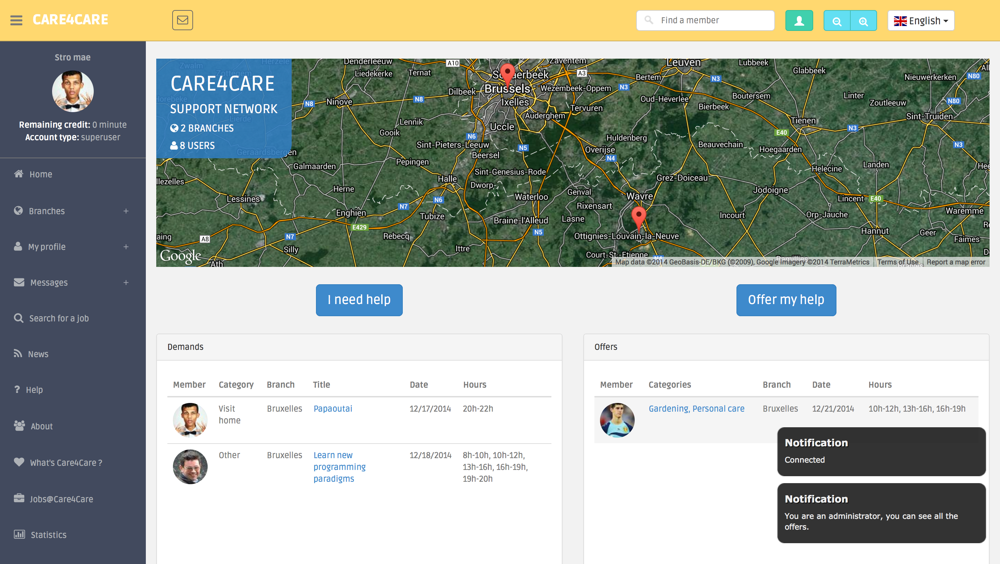 CARE4CARE
Find a member
English
Stro mae
Remaining credit: 0 minute
Account type: superuser
Home
Branches +
My profile +
Messages +
Search for a job
News
? Help
About
What's Care4Care ?
Jobs@Care4Care
Statistics
CARE4CARE
SUPPORT NETWORK
2 BRANCHES
8 USERS
Zwalm
Herzele
Zottegem
Horebeke
Lierde
Geraardsbergen
Denderleeuw
A10
Zaventem
Leuven
Lubbeek
Liedekerke
Ternat
A3
Bertem
N3
Glabbeek
Nieuwerkerken
N80
Brussels
Dilbeek
Wezembeek-Oppem
N3
Ninove
N8
N8
Ixelles
Tervuren
Oud-Heverlee
Boutersem
Bierbeek
Linter
Zoutleeuw
N80
Auderghem
Lennik
Uccle
Tienen
Sint-Truiden
Gooik
N6
Huldenberg
E40
N3
Sint-Pieters-Leeuw
N5
Overijse
Beauvechain
Hoegaarden
N3
Beersel
N4
Pepingen
Galmaarden
Sint-Genesius-Rode
Helecine
Landen
llezelles
Halle
Dworp
Grez-Doiceau
Herne
Genval
Wavre
Jodoigne
Lessines
N6
Waterloo
Lincent
E40
N7
Rixensart
Enghien
Tubize
Braine-l'Alleud
Lasne
Incourt
Orp-Jauche
Waremme
E429
N5
aing
A8
N7
Rebecq
Ottignies-Louvain-la-Neuve
Hannut
Geer
Faimes
Silly
Ittre
Court-St.-Etienne
N4
Ramillies
Google
Ath
Map data ©2014 GeoBasis-DE/BKG (©2009), Google Imagery ©2014 TerraMetrics
Terms of Use
Report a map error
I need help
Offer my help
Demands
Member Category Branch Title Date Hours
Visit home Bruxelles Papaoutai 12/17/2014 20h-22h
Other Bruxelles Learn new programming paradigms 12/18/2014 8h-10h, 10h-12h, 13h-16h, 16h-19h, 19h-20h
Offers
Member Categories Branch Date Hours
Gardening, Personal care Bruxelles 12/21/2014 10h-12h, 13h-16h, 16h-19h
Notification
Connected
Notification
You are an administrator, you can see all the
offers.